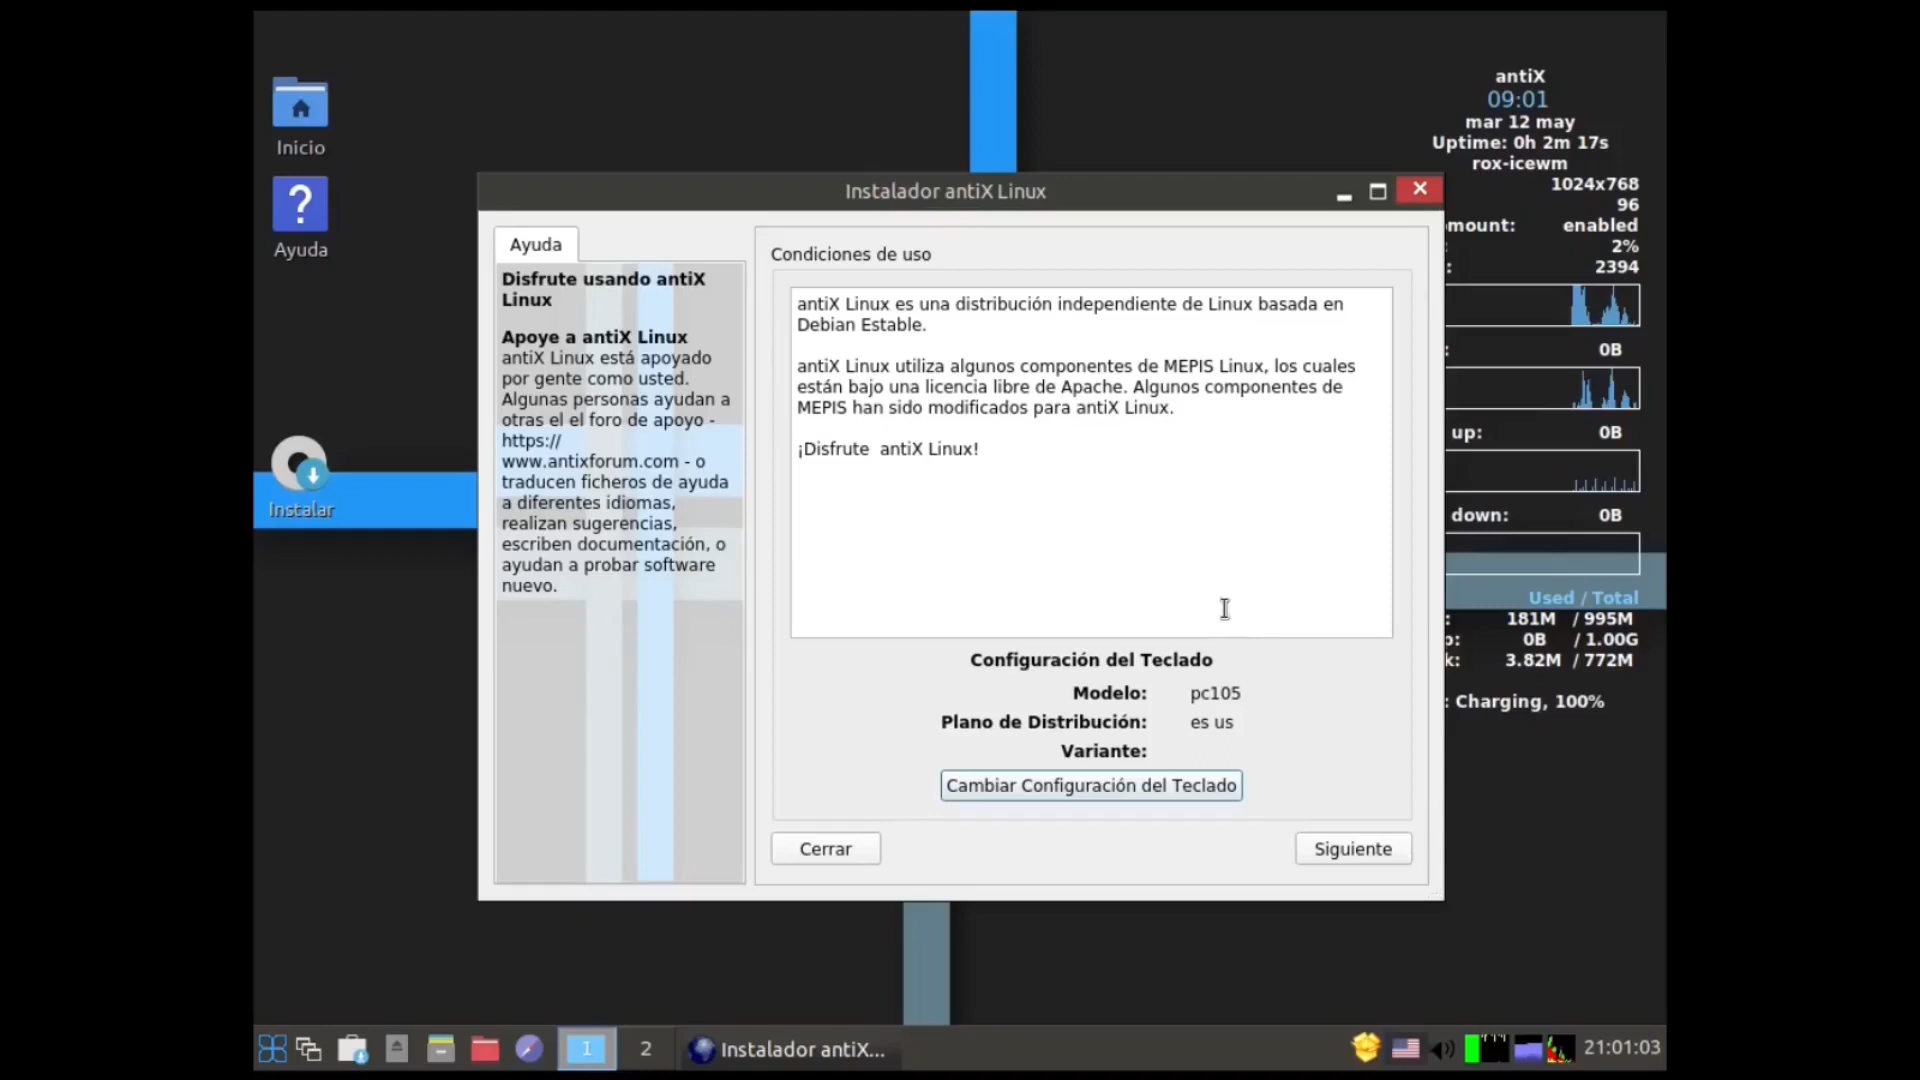 Inicio
Ayuda
Instalar
Instalador antiX Linux
Ayuda
Disfrute usando antiX
Linux
Apoye a antiX Linux
antiX Linux está apoyado
por gente como usted.
Algunas personas ayudan a
otras el el foro de apoyo -
https://
www.antixforum.com - o
traducen ficheros de ayuda
a diferentes idiomas,
realizan sugerencias,
escriben documentación, o
ayudan a probar software
nuevo.
Condiciones de uso
antiX Linux es una distribución independiente de Linux basada en
Debian Estable.
antiX Linux utiliza algunos componentes de MEPIS Linux, los cuales
están bajo una licencia libre de Apache. Algunos componentes de
MEPIS han sido modificados para antiX Linux.
¡Disfrute  antiX Linux!
Configuración del Teclado
Modelo: pc105
Plano de Distribución: es us
Variante:
Cambiar Configuración del Teclado
Cerrar
Siguiente
antiX
09:01
mar 12 may
Uptime: 0h 2m 17s
rox-icewm
1024x768
96
mount: enabled
: 2%
: 2394
: 0B
up: 0B
down: 0B
Used / Total
: 181M / 995M
p: 0B / 1.00G
k: 3.82M / 772M
: Charging, 100%
1
2
Instalador antiX...
21:01:03